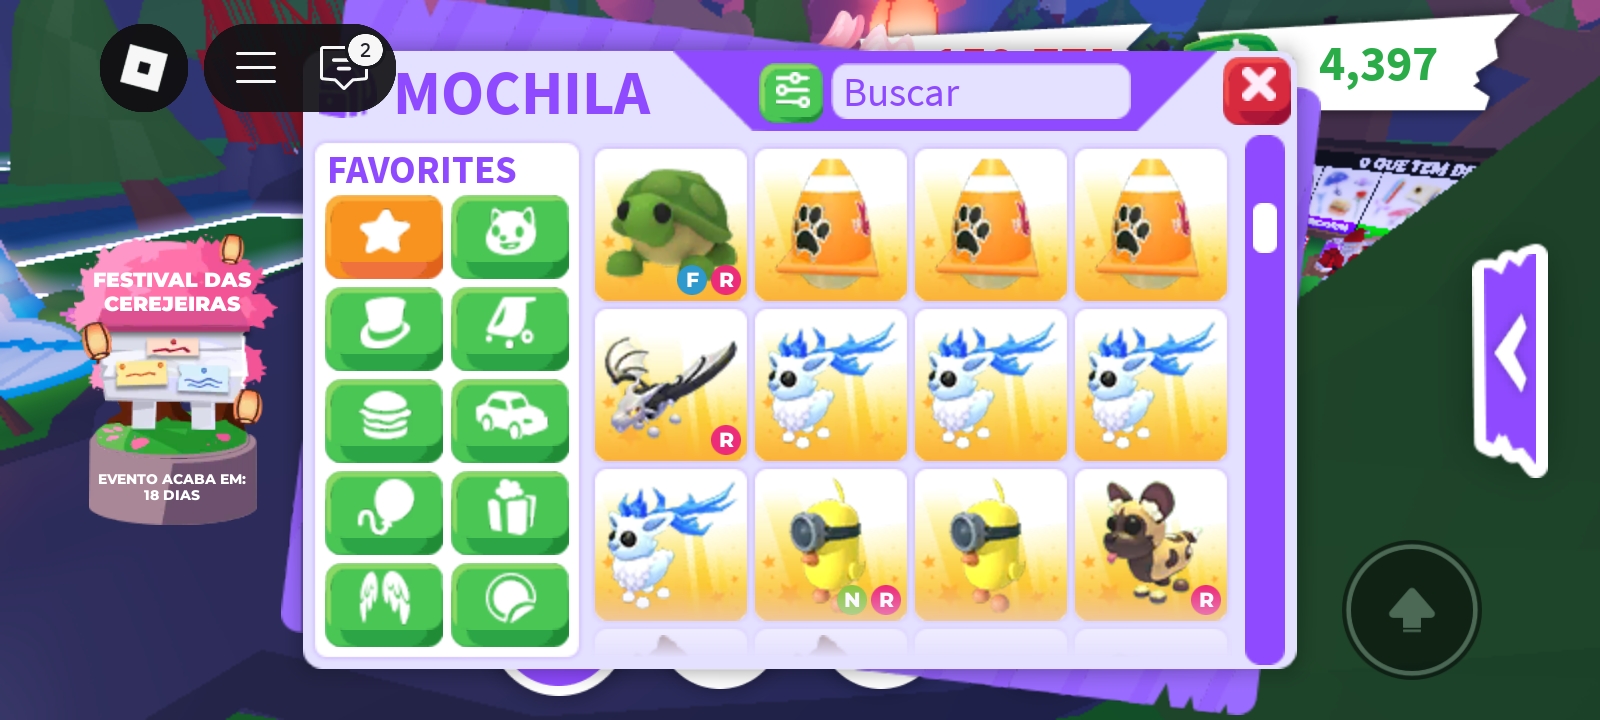 2
MOCHILA
Buscar
4,397
FAVORITES
O QUE TEM DE
F R
R
N R
R
FESTIVAL DAS
CEREJEIRAS
EVENTO ACABA EM:
18 DIAS